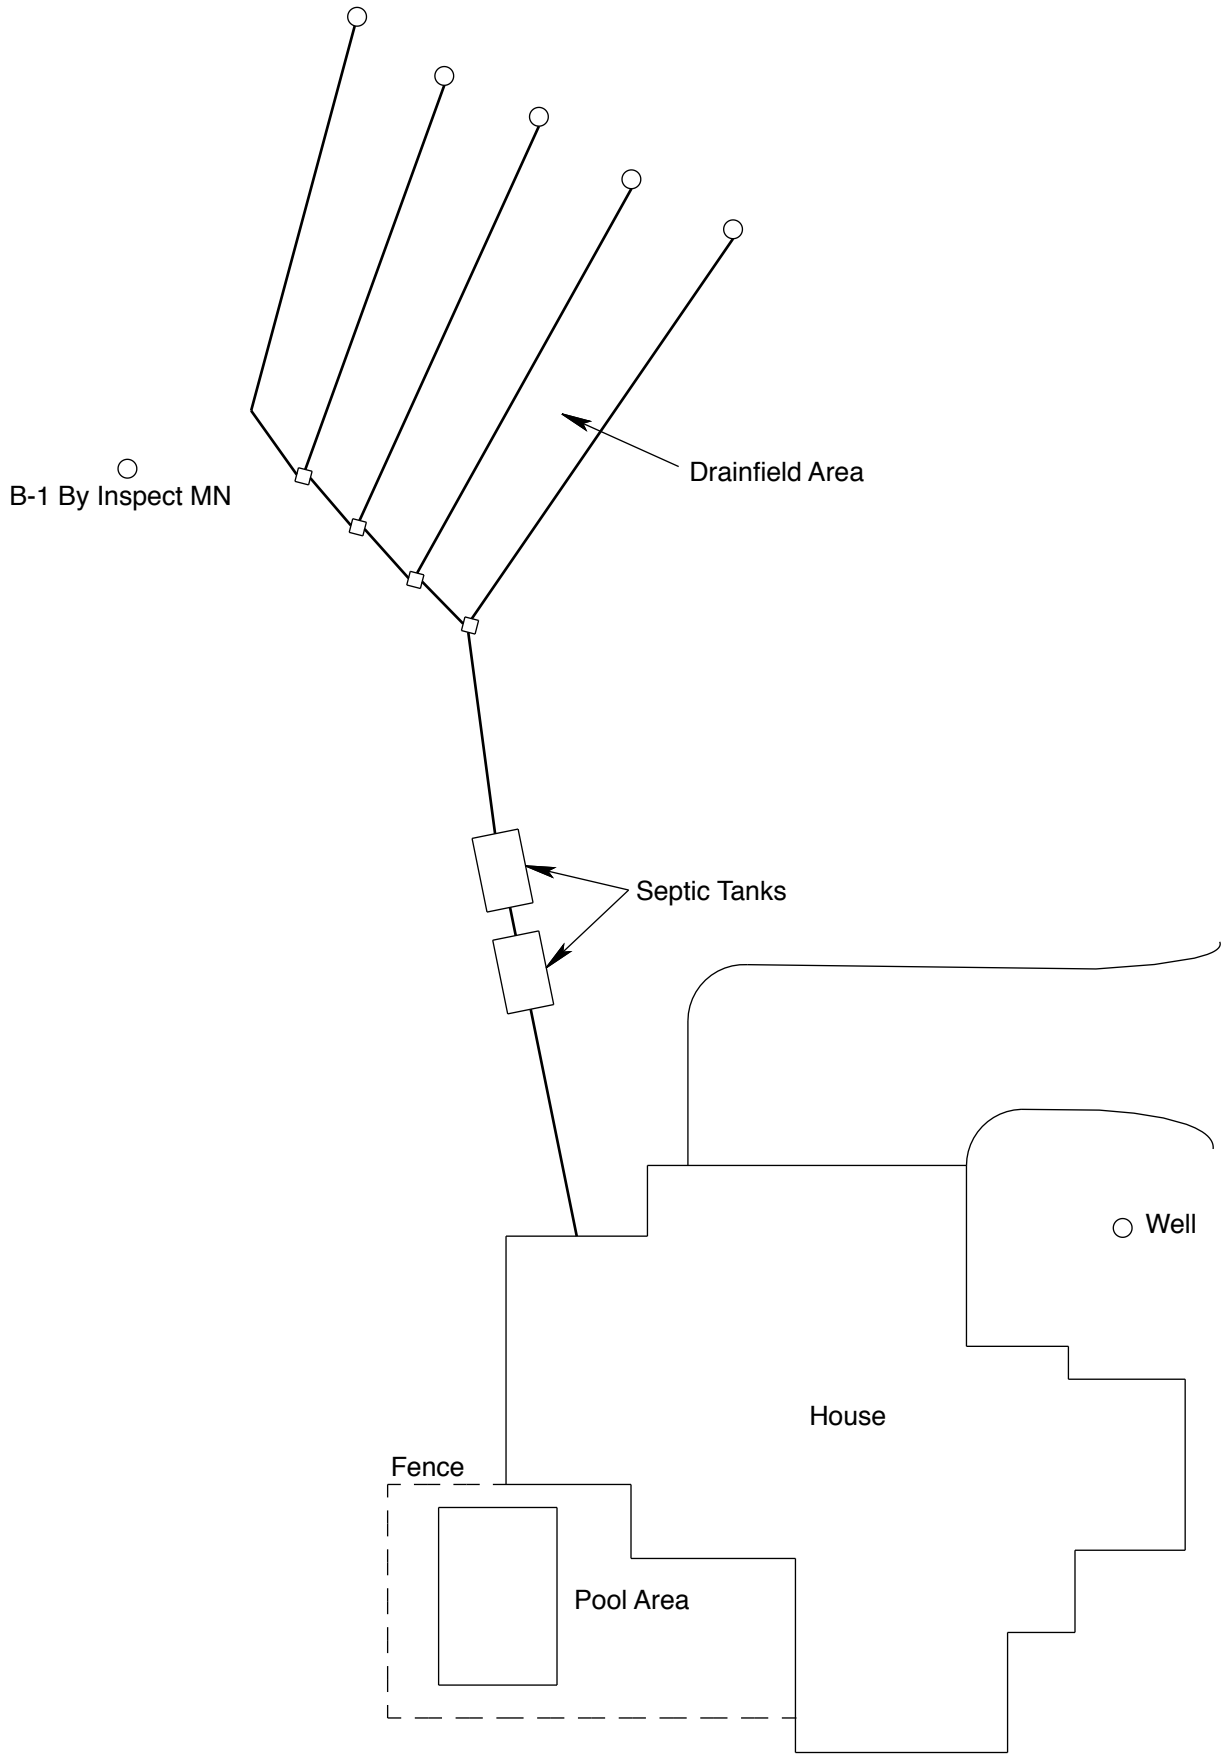 Drainfield Area
B-1 By Inspect MN
Septic Tanks
Well
House
Fence
Pool Area